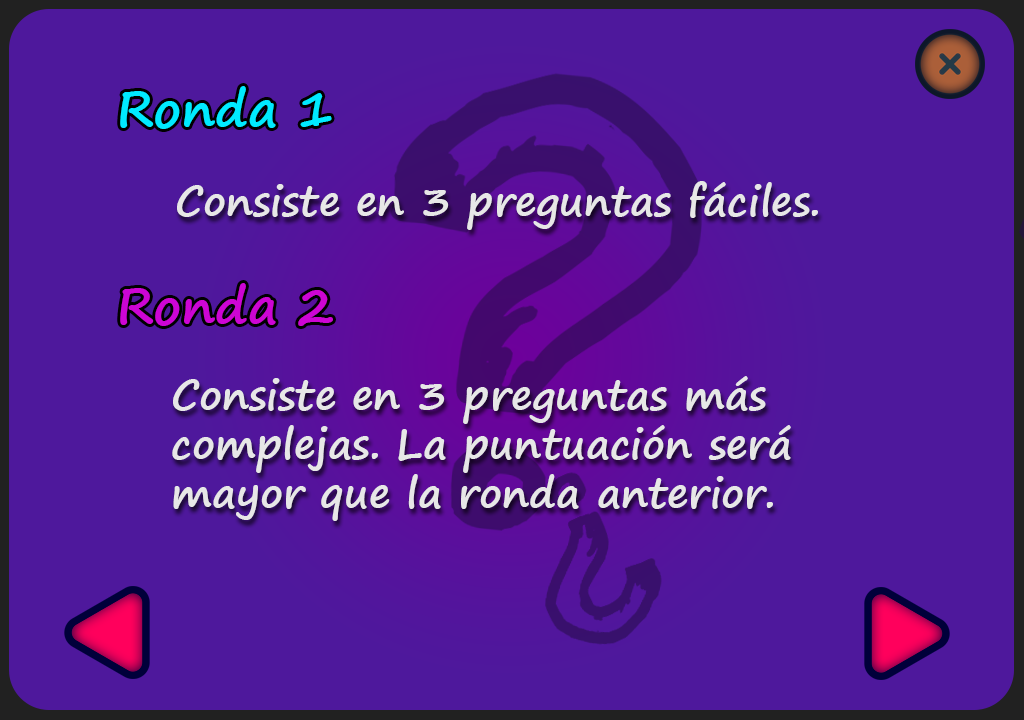 Ronda 1
Consiste en 3 preguntas fáciles.
Ronda 2
Consiste en 3 preguntas más
complejas. La puntuación será
mayor que la ronda anterior.